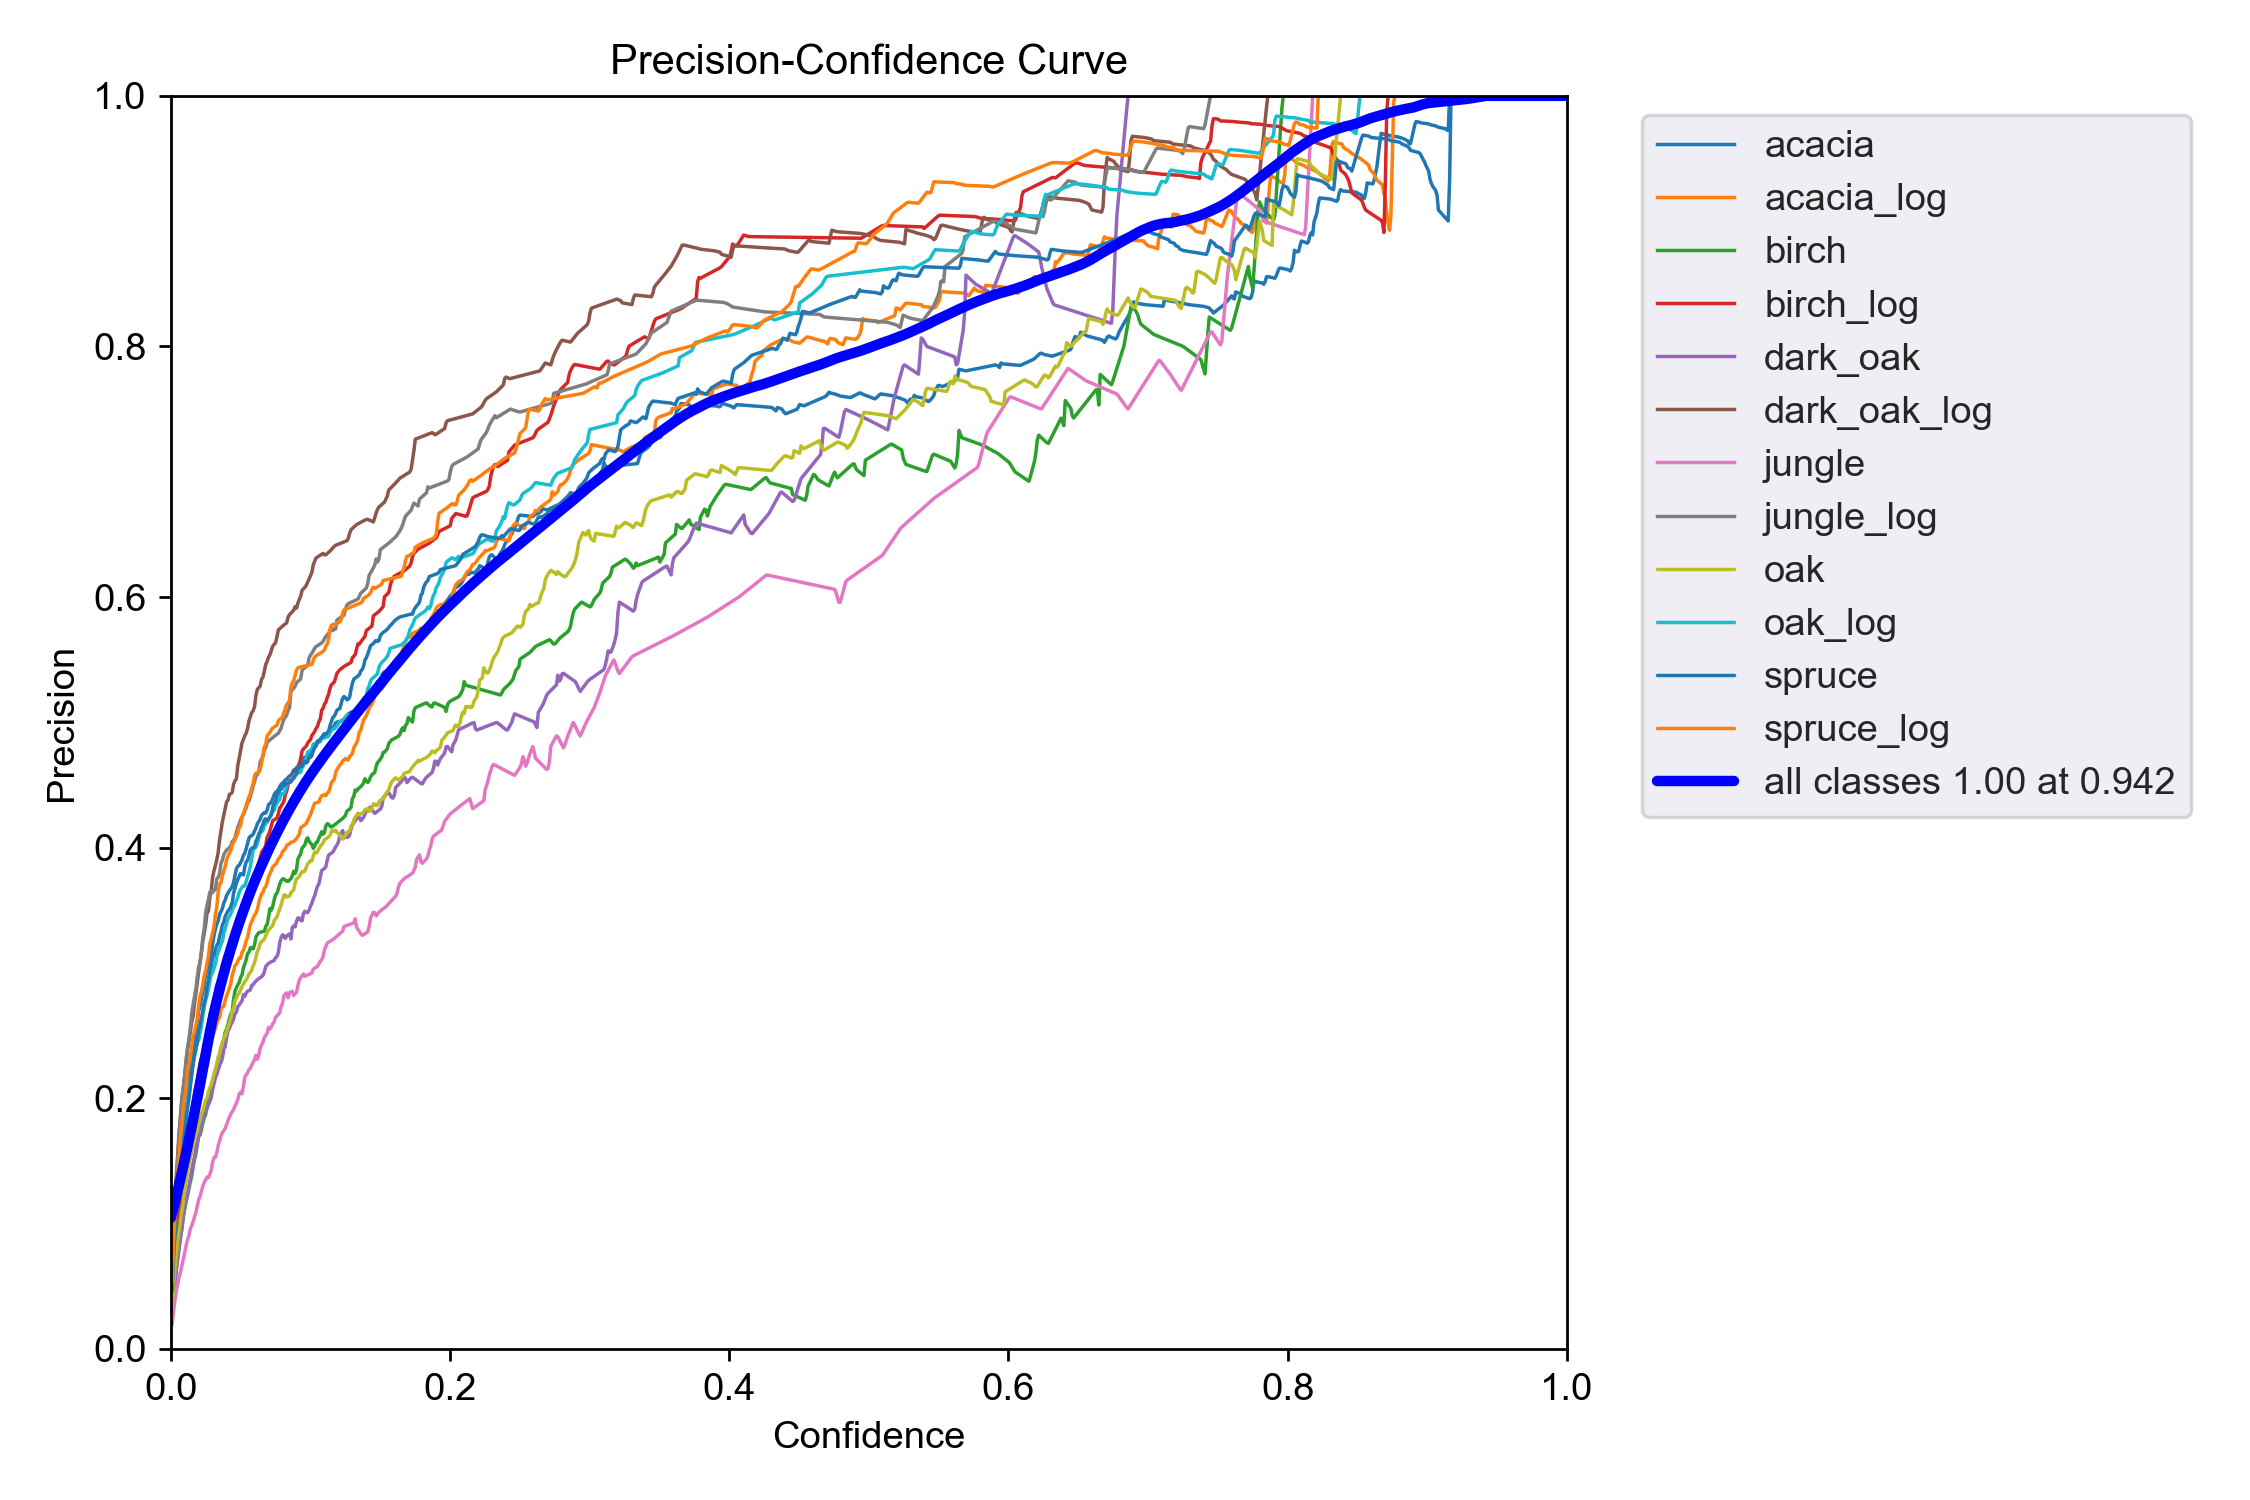 Precision-Confidence Curve
1.0
0.8
0.6
0.4
0.2
0.0
Precision
0.0 0.2 0.4 0.6 0.8 1.0
Confidence
acacia
acacia_log
birch
birch_log
dark_oak
dark_oak_log
jungle
jungle_log
oak
oak_log
spruce
spruce_log
all classes 1.00 at 0.942